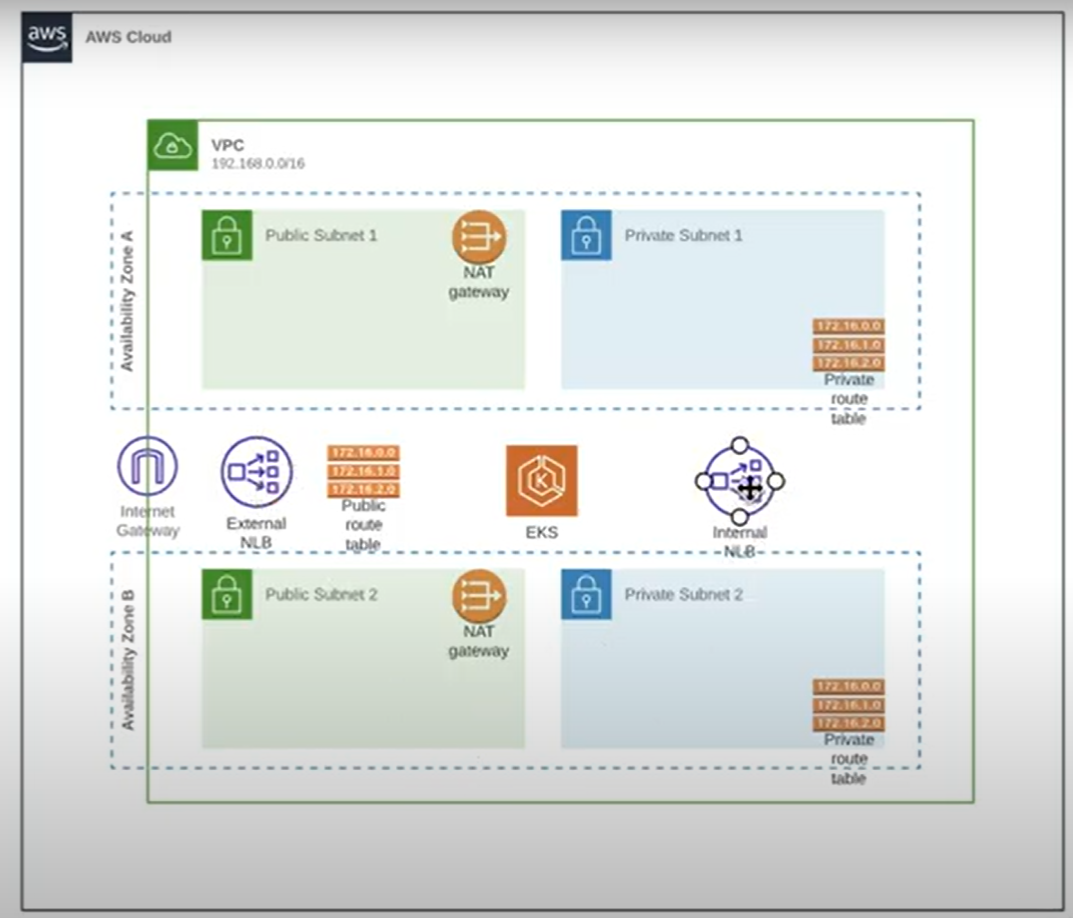 aws
AWS Cloud
VPC
192.168.0.0/16
Availability Zone A
Public Subnet 1
NAT
gateway
Private Subnet 1
172.16.0.0
172.16.1.0
172.16.2.0
Private
route
table
Internet
Gateway
External
NLB
172.16.0.0
172.16.1.0
172.16.2.0
Public
route
table
K
EKS
Internal
NLB
Availability Zone B
Public Subnet 2
NAT
gateway
Private Subnet 2
172.16.0.0
172.16.1.0
172.16.2.0
Private
route
table